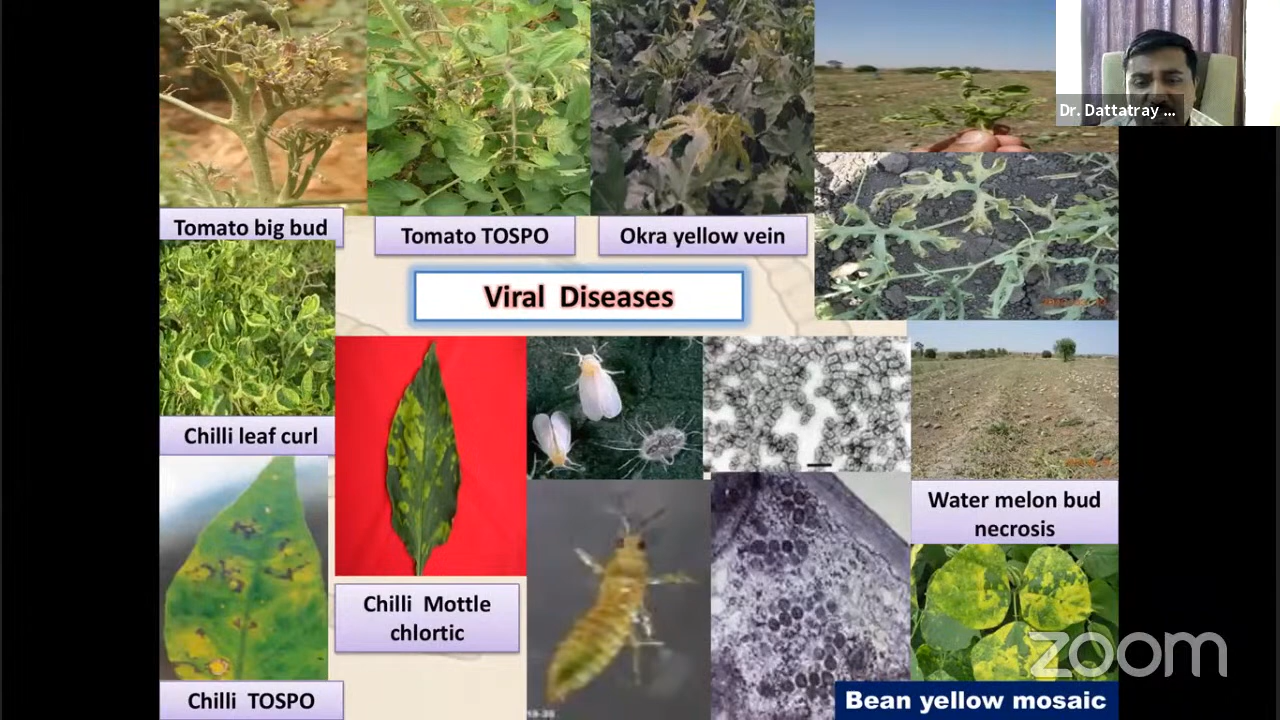 Dr. Dattatray ...
Tomato big bud
Tomato TOSPO
Okra yellow vein
Viral Diseases
Chilli leaf curl
Water melon bud
necrosis
Chilli Mottle
chlortic
Chilli TOSPO
Bean yellow mosaic
zoom